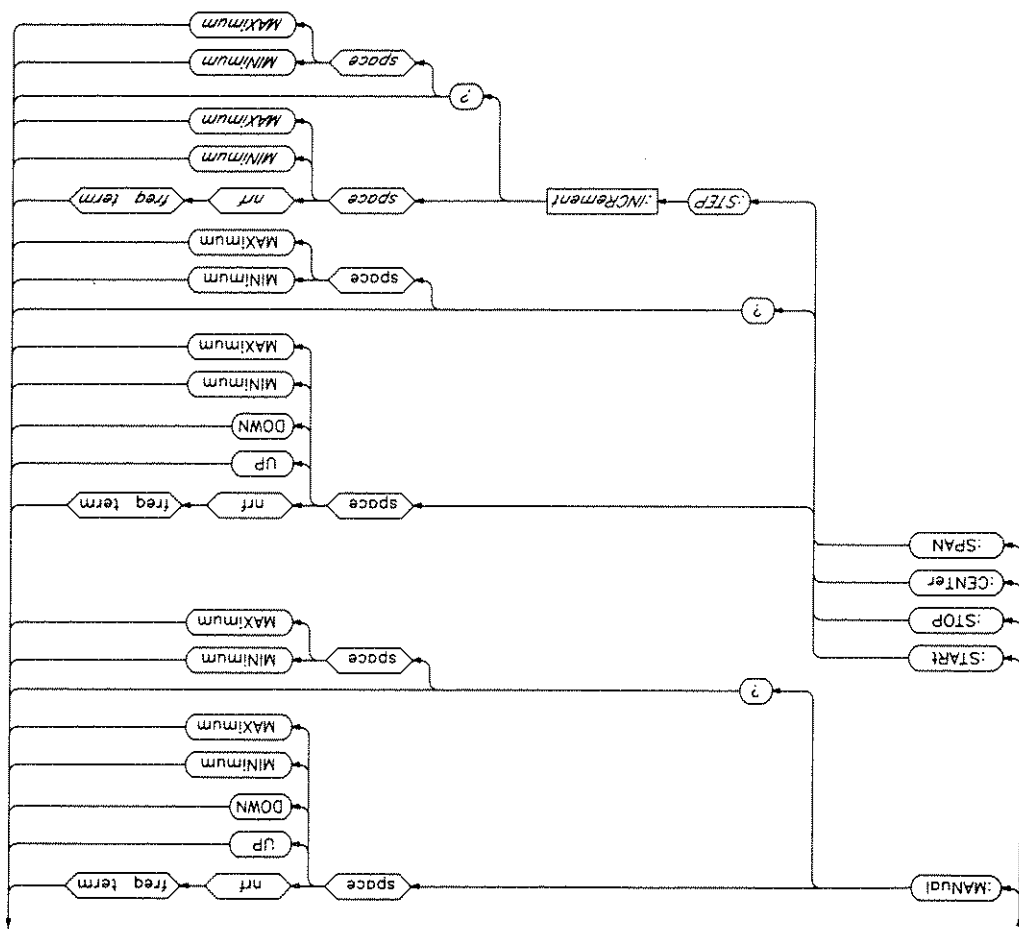 :MANual space nrf freq term
UP
DOWN
MINimum
MAXimum
?
:STARt space MINimum
:STOP MAXimum
:CENTer
:SPAN
space nrf freq term
UP
DOWN
MINimum
MAXimum
?
space MINimum
MAXimum
:STEP :INCRement space nrf freq term
MINimum
MAXimum
?
space MINimum
MAXimum